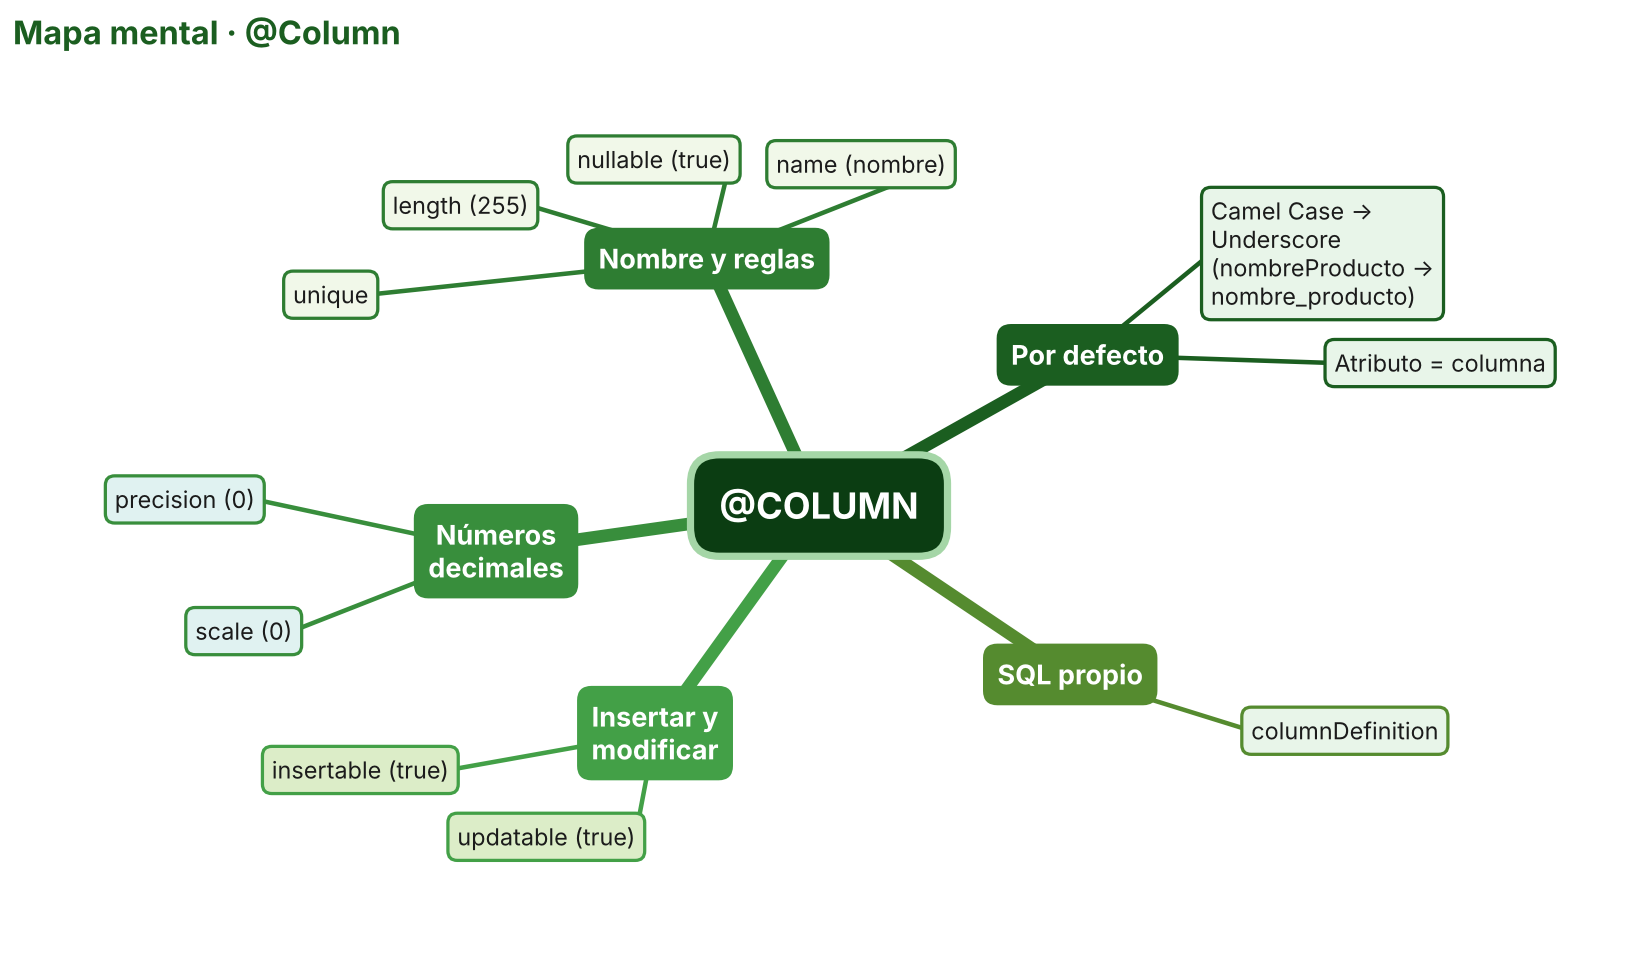 Mapa mental · @Column
nullable (true)
name (nombre)
length (255)
Nombre y reglas
unique
Camel Case →
Underscore
(nombreProducto →
nombre_producto)
Por defecto
Atributo = columna
@COLUMN
precision (0)
Números
decimales
scale (0)
Insertar y
modificar
insertable (true)
updatable (true)
SQL propio
columnDefinition